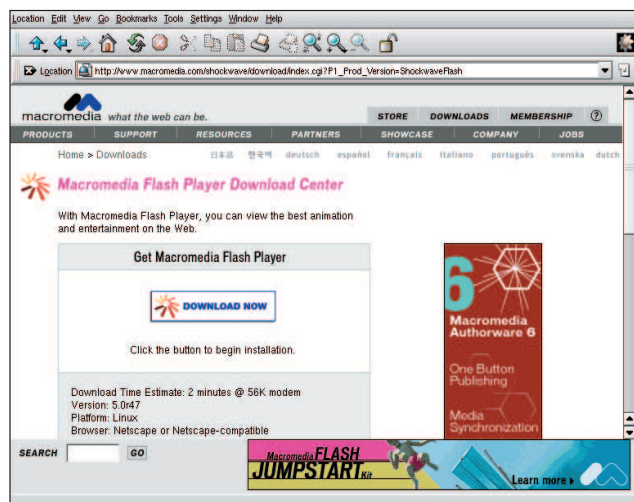 Location Edit View Go Bookmarks Tools Settings Window Help
Location http://www.macromedia.com/shockwave/download/index.cgi?P1_Prod_Version=ShockwaveFlash
macromedia what the web can be. STORE DOWNLOADS MEMBERSHIP ?
PRODUCTS SUPPORT RESOURCES PARTNERS SHOWCASE COMPANY JOBS
Home > Downloads 日本語 한국어 deutsch español français italiano português svenska dutch
Macromedia Flash Player Download Center
With Macromedia Flash Player, you can view the best animation
and entertainment on the Web.
Get Macromedia Flash Player
DOWNLOAD NOW
Click the button to begin installation.
Download Time Estimate: 2 minutes @ 56K modem
Version: 5.0r47
Platform: Linux
Browser: Netscape or Netscape-compatible
6
Macromedia
Authorware 6
One Button
Publishing
Media
Synchronization
SEARCH GO
Macromedia FLASH
JUMPSTART Kit
Learn more